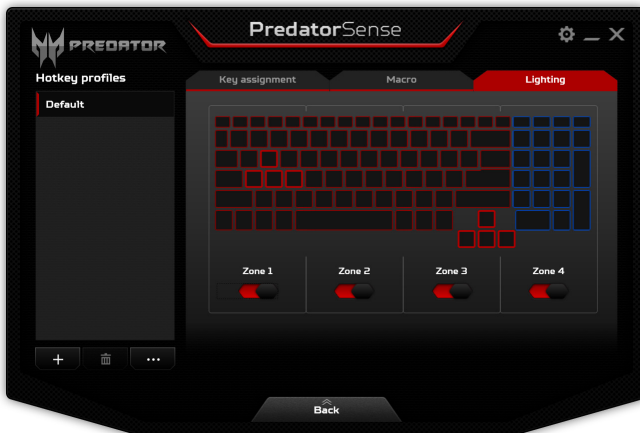 PREDATOR
PredatorSense
Hotkey profiles
Key assignment
Macro
Lighting
Default
Zone 1
Zone 2
Zone 3
Zone 4
Back